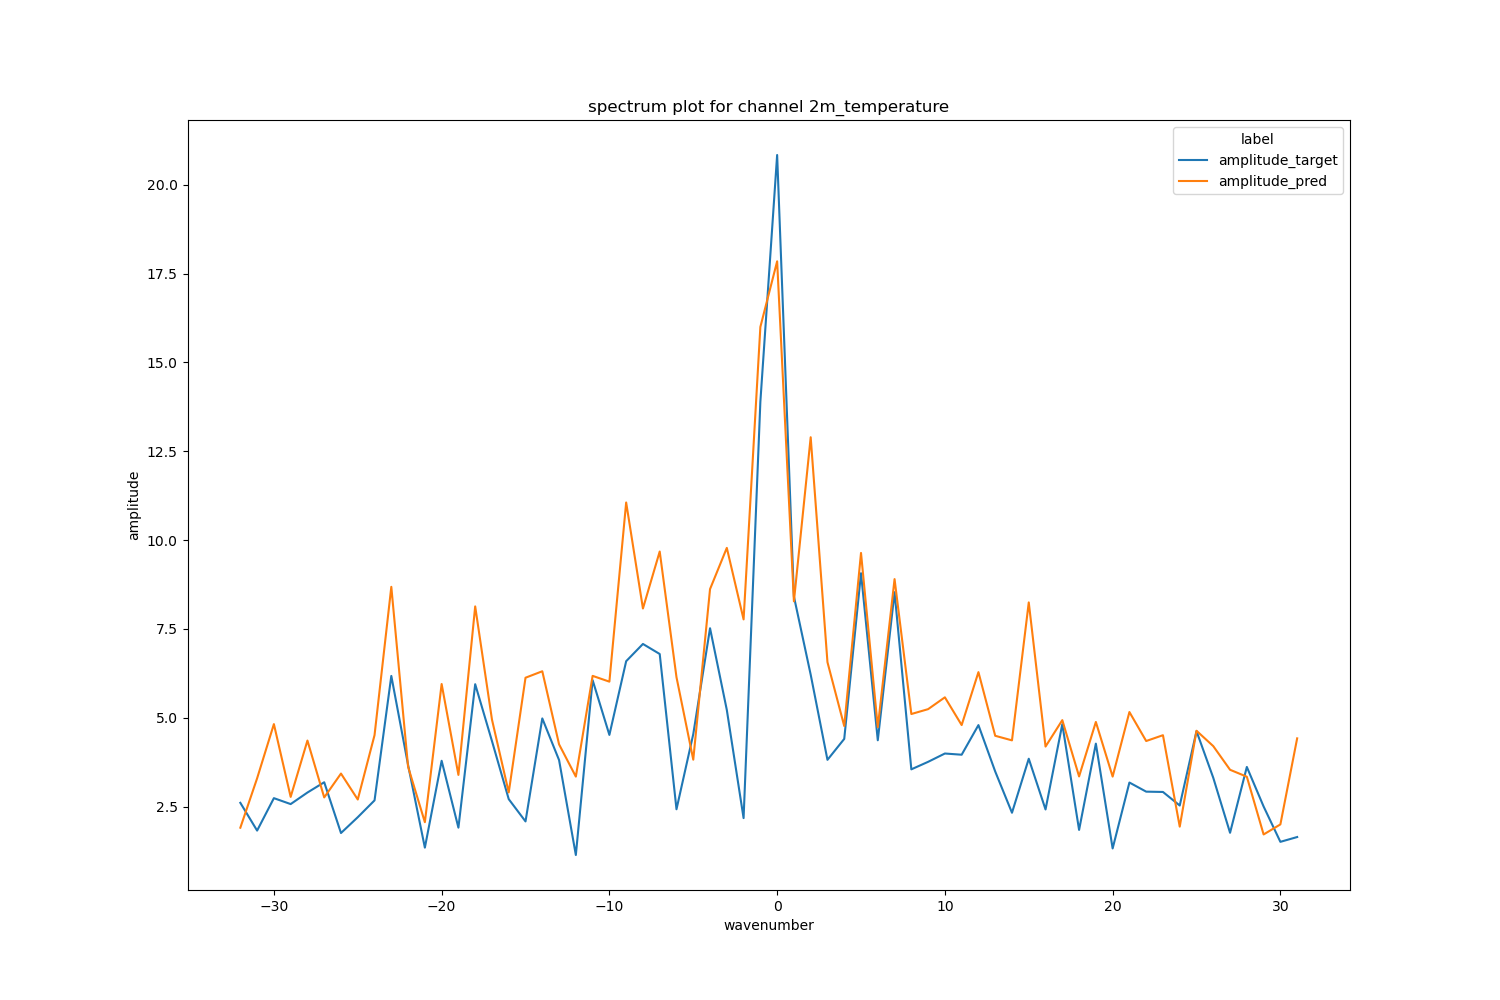 spectrum plot for channel 2m_temperature
label
amplitude_target
amplitude_pred
20.0
17.5
15.0
12.5
10.0
7.5
5.0
2.5
amplitude
−30
−20
−10
0
10
20
30
wavenumber